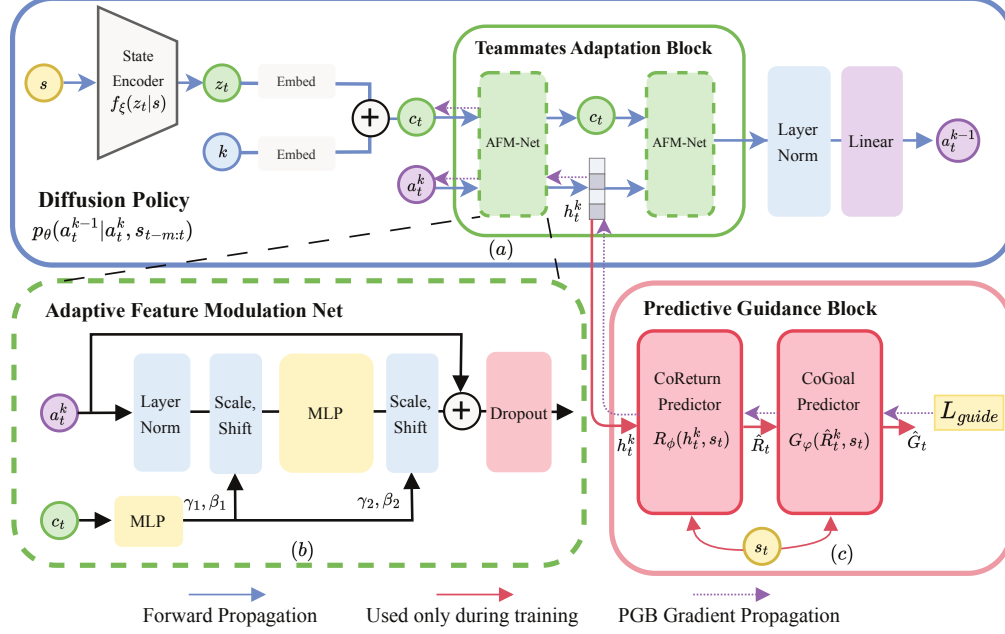 Teammates Adaptation Block
s
State
Encoder
f_ξ(z_t|s)
z_t
Embed
k
Embed
+
c_t
a_t^k
AFM-Net
c_t
h_t^k
AFM-Net
Layer
Norm
Linear
a_t^{k-1}
Diffusion Policy
p_θ(a_t^{k-1}|a_t^k, s_{t-m:t})
(a)
Adaptive Feature Modulation Net
a_t^k
Layer
Norm
Scale,
Shift
MLP
Scale,
Shift
+
Dropout
c_t
MLP
γ_1, β_1
γ_2, β_2
(b)
Predictive Guidance Block
h_t^k
CoReturn
Predictor
R_ϕ(h_t^k, s_t)
R̂_t
CoGoal
Predictor
G_φ(R̂_t^k, s_t)
Ĝ_t
L_{guide}
s_t
(c)
Forward Propagation
Used only during training
PGB Gradient Propagation